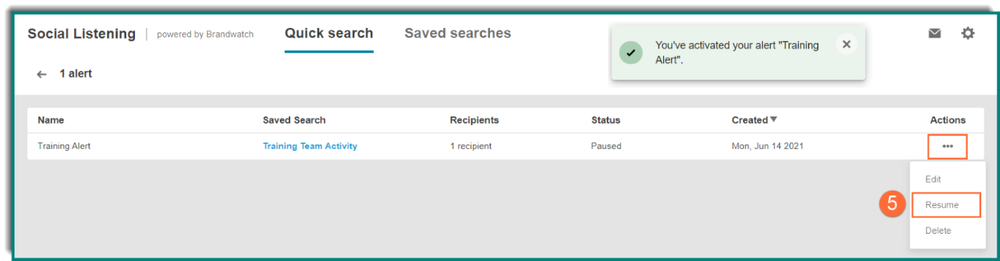 Social Listening powered by Brandwatch Quick search Saved searches
You've activated your alert "Training
Alert".
← 1 alert
Name Saved Search Recipients Status Created▼ Actions
Training Alert Training Team Activity 1 recipient Paused Mon, Jun 14 2021 •••
Edit
5 Resume
Delete